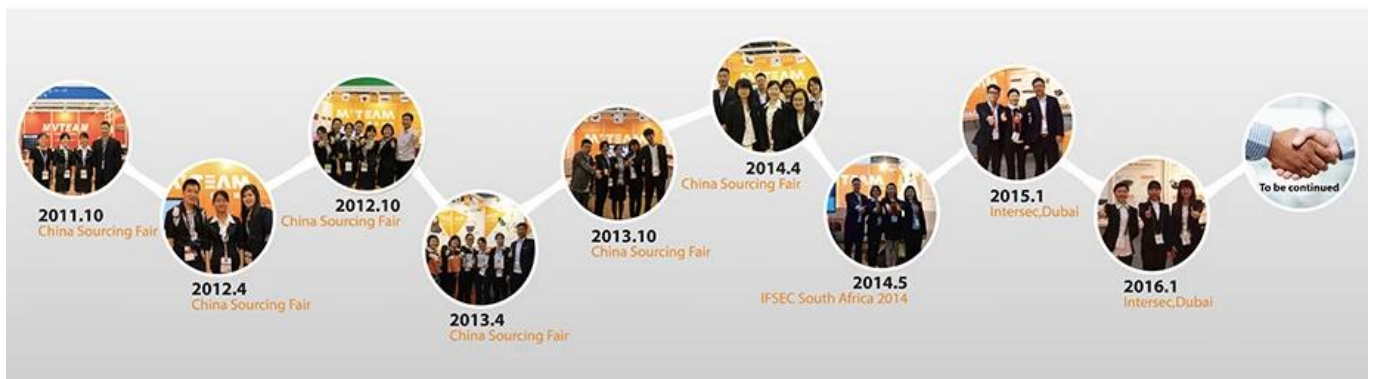 MVTEAM
2011.10
China Sourcing Fair
2012.4
China Sourcing Fair
2012.10
China Sourcing Fair
2013.4
China Sourcing Fair
2013.10
China Sourcing Fair
2014.4
China Sourcing Fair
2014.5
IFSEC South Africa 2014
2015.1
Intersec,Dubai
2016.1
Intersec,Dubai
To be continued